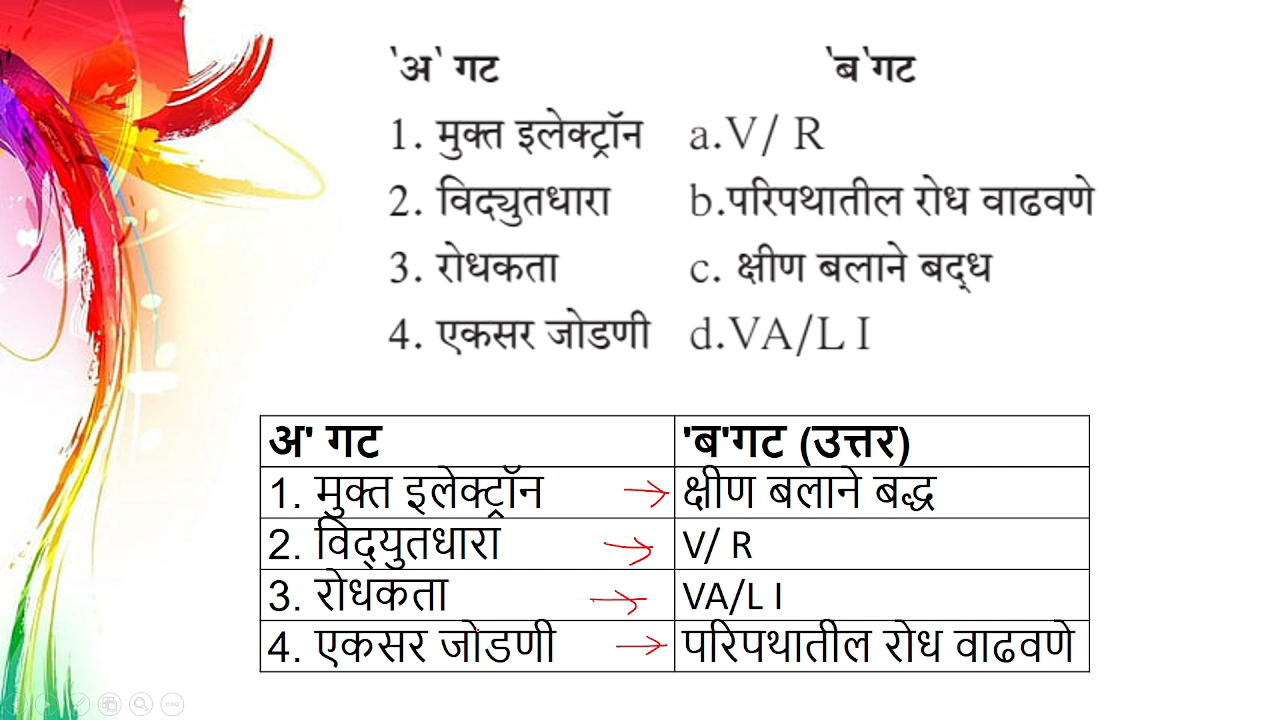 'अ' गट 'ब'गट
1. मुक्त इलेक्ट्रॉन a.V/ R
2. विद्युतधारा b.परिपथातील रोध वाढवणे
3. रोधकता c. क्षीण बलाने बद्ध
4. एकसर जोडणी d.VA/L I
अ' गट 'ब'गट (उत्तर)
1. मुक्त इलेक्ट्रॉन → क्षीण बलाने बद्ध
2. विद्युतधारा → V/ R
3. रोधकता → VA/L I
4. एकसर जोडणी → परिपथातील रोध वाढवणे